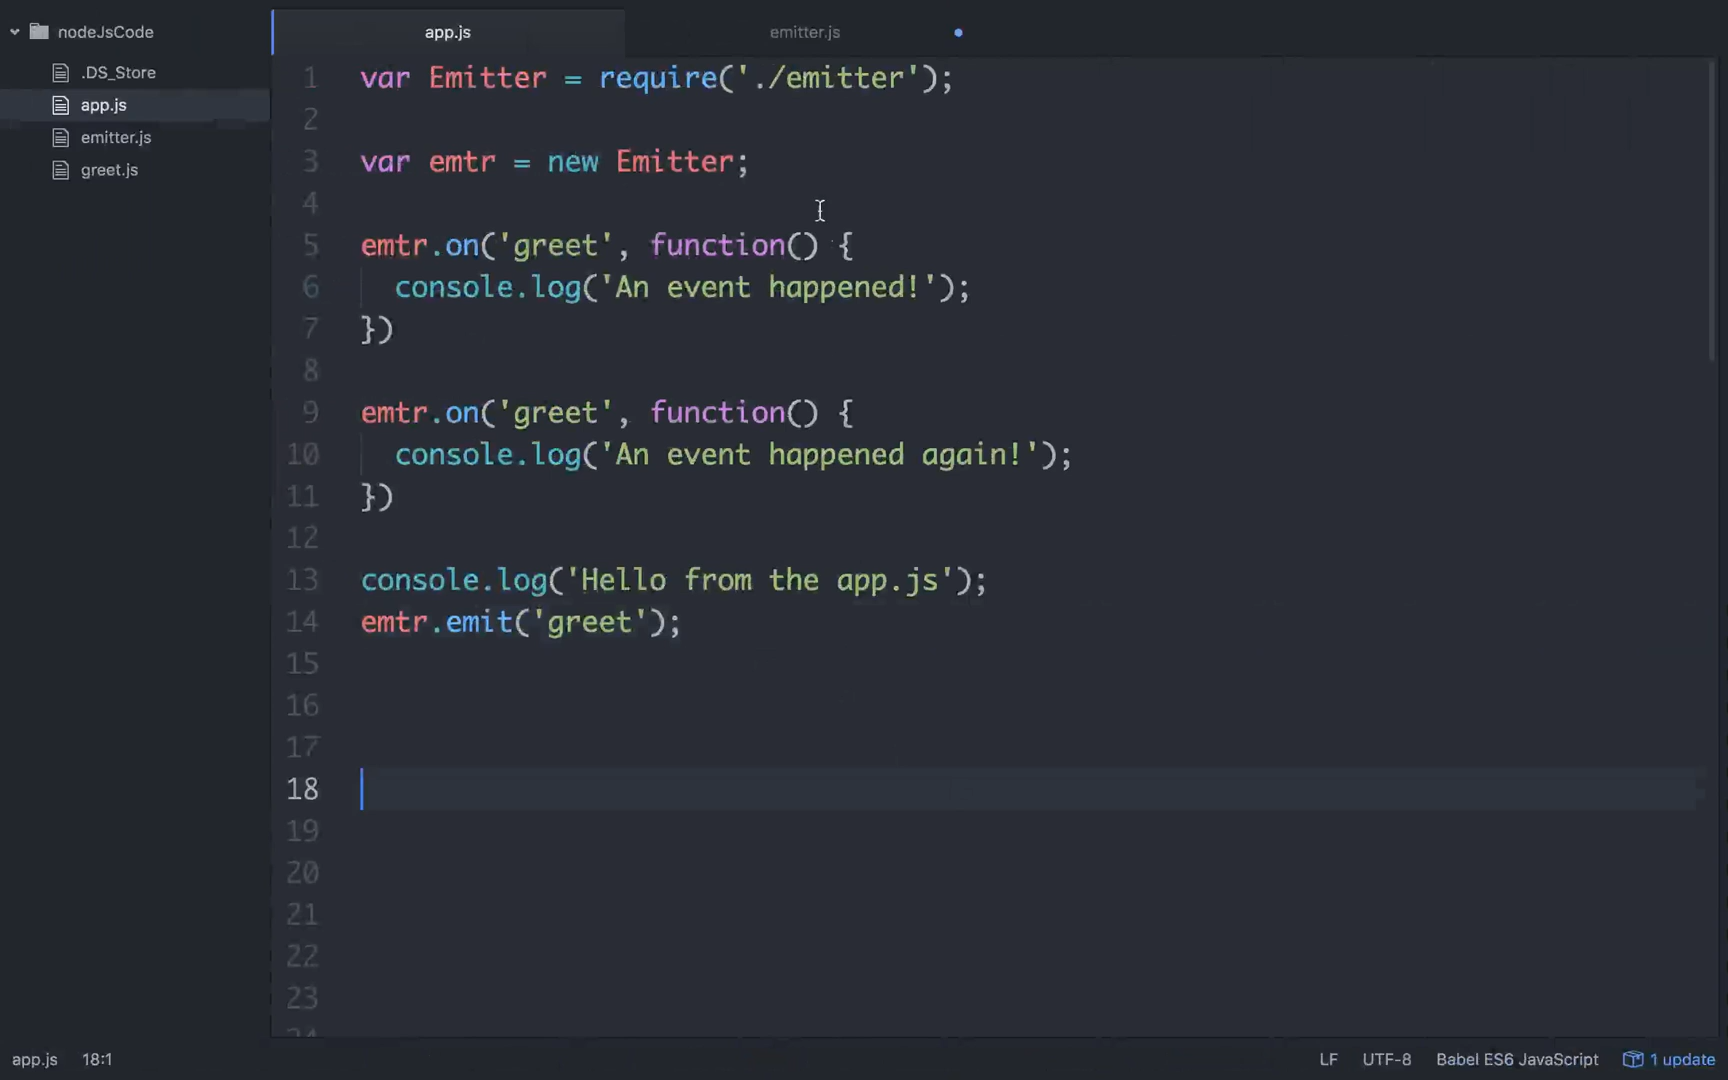 nodeJsCode
.DS_Store
app.js
emitter.js
greet.js
app.js
emitter.js
1 var Emitter = require('./emitter');
2
3 var emtr = new Emitter;
4
5 emtr.on('greet', function() {
6 console.log('An event happened!');
7 })
8
9 emtr.on('greet', function() {
10 console.log('An event happened again!');
11 })
12
13 console.log('Hello from the app.js');
14 emtr.emit('greet');
15
16
17
18
19
20
21
22
23
24
app.js 18:1 LF UTF-8 Babel ES6 JavaScript 1 update